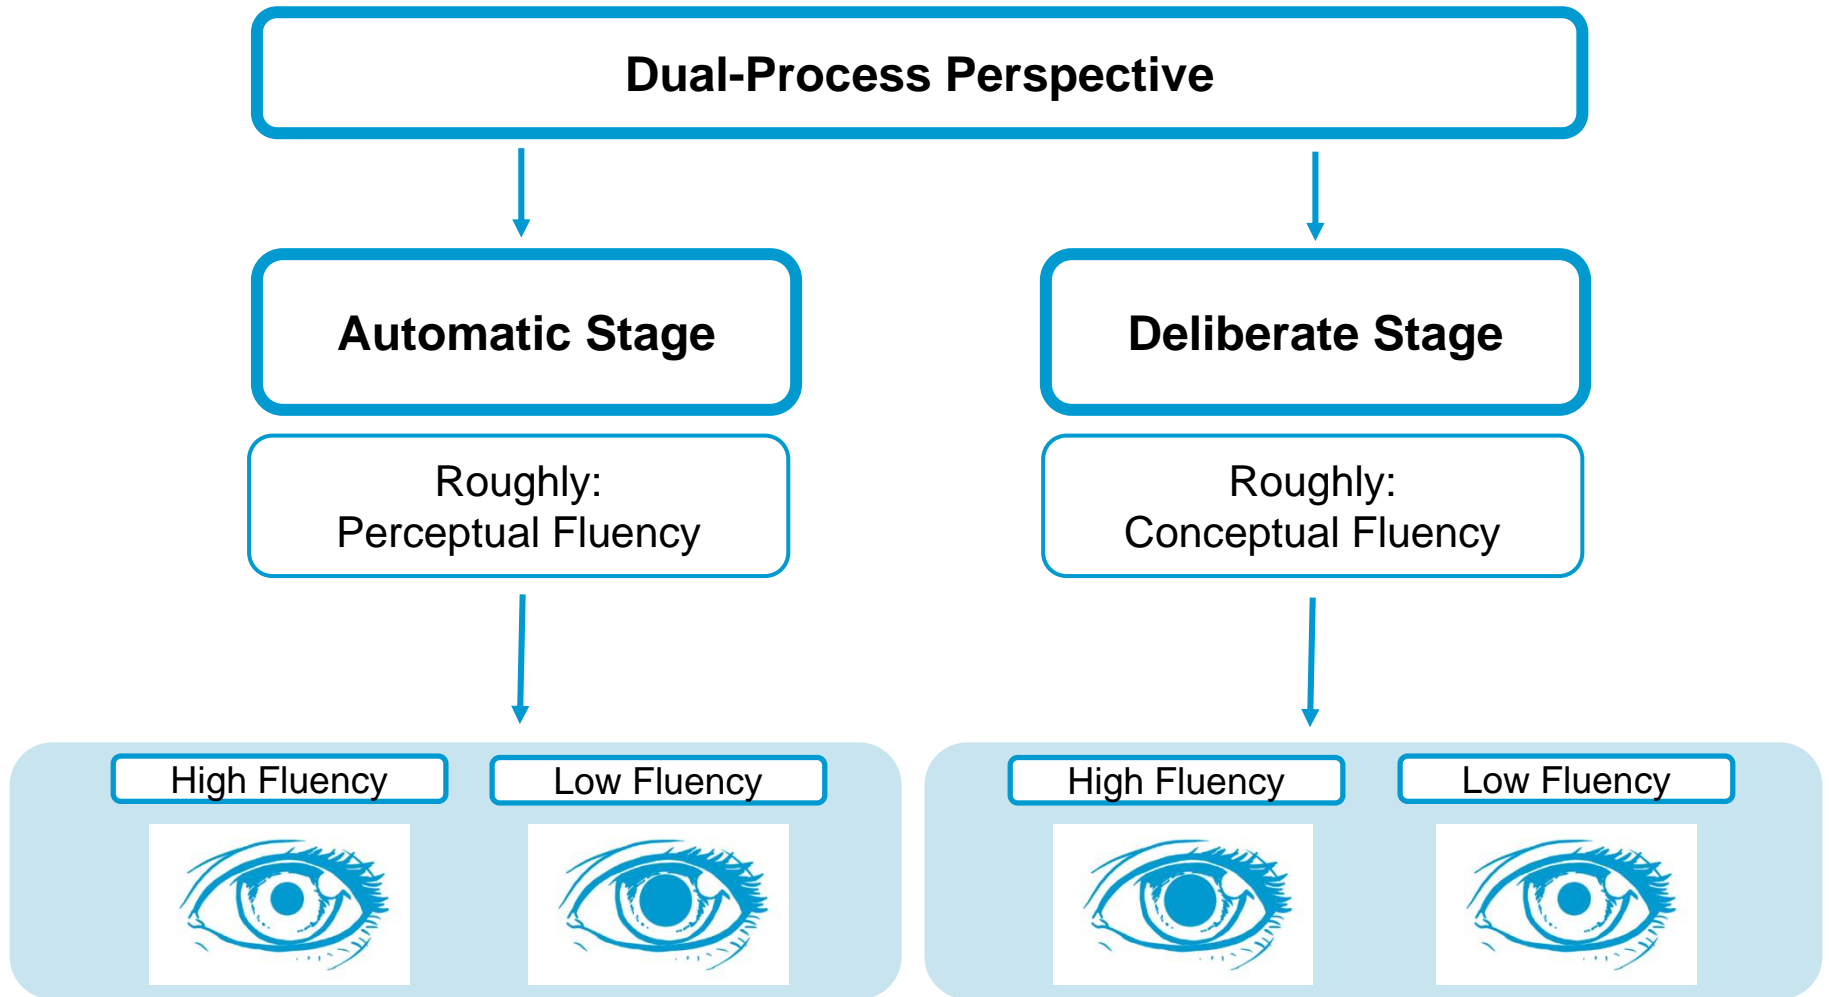 Dual-Process Perspective
Automatic Stage
Deliberate Stage
Roughly:
Perceptual Fluency
Roughly:
Conceptual Fluency
High Fluency
Low Fluency
High Fluency
Low Fluency